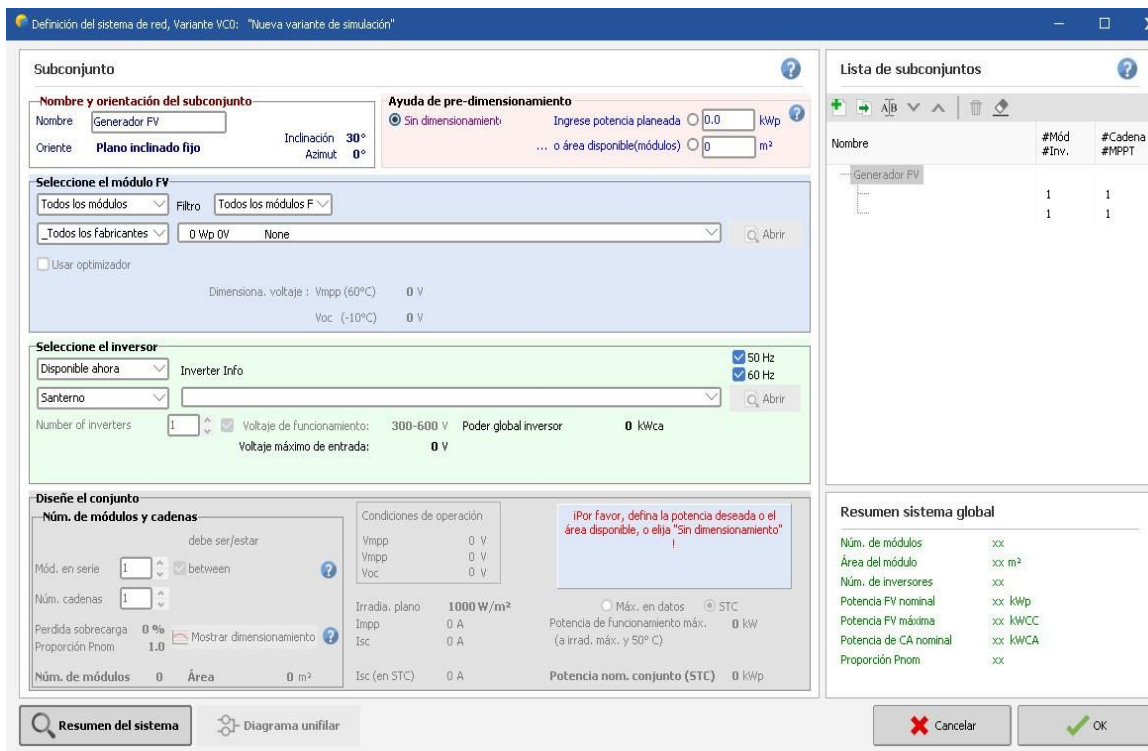 Definición del sistema de red, Variante VC0: "Nueva variante de simulación"
Subconjunto
Nombre y orientación del subconjunto
Nombre Generador FV
Oriente Plano inclinado fijo
Inclinación 30°
Azimut 0°
Ayuda de pre-dimensionamiento
Sin dimensionamient
Ingrese potencia planeada 0.0 kWp
... o área disponible(módulos) 0 m²
Seleccione el módulo FV
Todos los módulos Filtro Todos los módulos F
_Todos los fabricantes 0 Wp 0V None Abrir
Usar optimizador
Dimensiona. voltaje : Vmpp (60°C) 0 V
Voc (-10°C) 0 V
Seleccione el inversor
Disponible ahora Inverter Info
50 Hz
60 Hz
Santerno Abrir
Number of inverters 1 Voltaje de funcionamiento: 300-600 V Poder global inversor 0 kWca
Voltaje máximo de entrada: 0 V
Diseñe el conjunto
Núm. de módulos y cadenas
debe ser/estar
Mód. en serie 1 between
Núm. cadenas 1
Perdida sobrecarga 0 %
Proporción Pnom 1.0
Mostrar dimensionamiento
Núm. de módulos 0 Área 0 m²
Condiciones de operación
Vmpp 0 V
Vmpp 0 V
Voc 0 V
Irradia. plano 1000 W/m²
Impp 0 A
Isc 0 A
Isc (en STC) 0 A
¡Por favor, defina la potencia deseada o el
área disponible, o elija "Sin dimensionamiento"
!
Máx. en datos STC
Potencia de funcionamiento máx. 0 kW
(a irrad. máx. y 50° C)
Potencia nom. conjunto (STC) 0 kWp
Resumen del sistema
Diagrama unifilar
Lista de subconjuntos
Nombre
#Mód #Cadena
#Inv. #MPPT
Generador FV
1 1
1 1
Resumen sistema global
Núm. de módulos xx
Área del módulo xx m²
Núm. de inversores xx
Potencia FV nominal xx kWp
Potencia FV máxima xx kWCC
Potencia de CA nominal xx kWCA
Proporción Pnom xx
Cancelar
OK